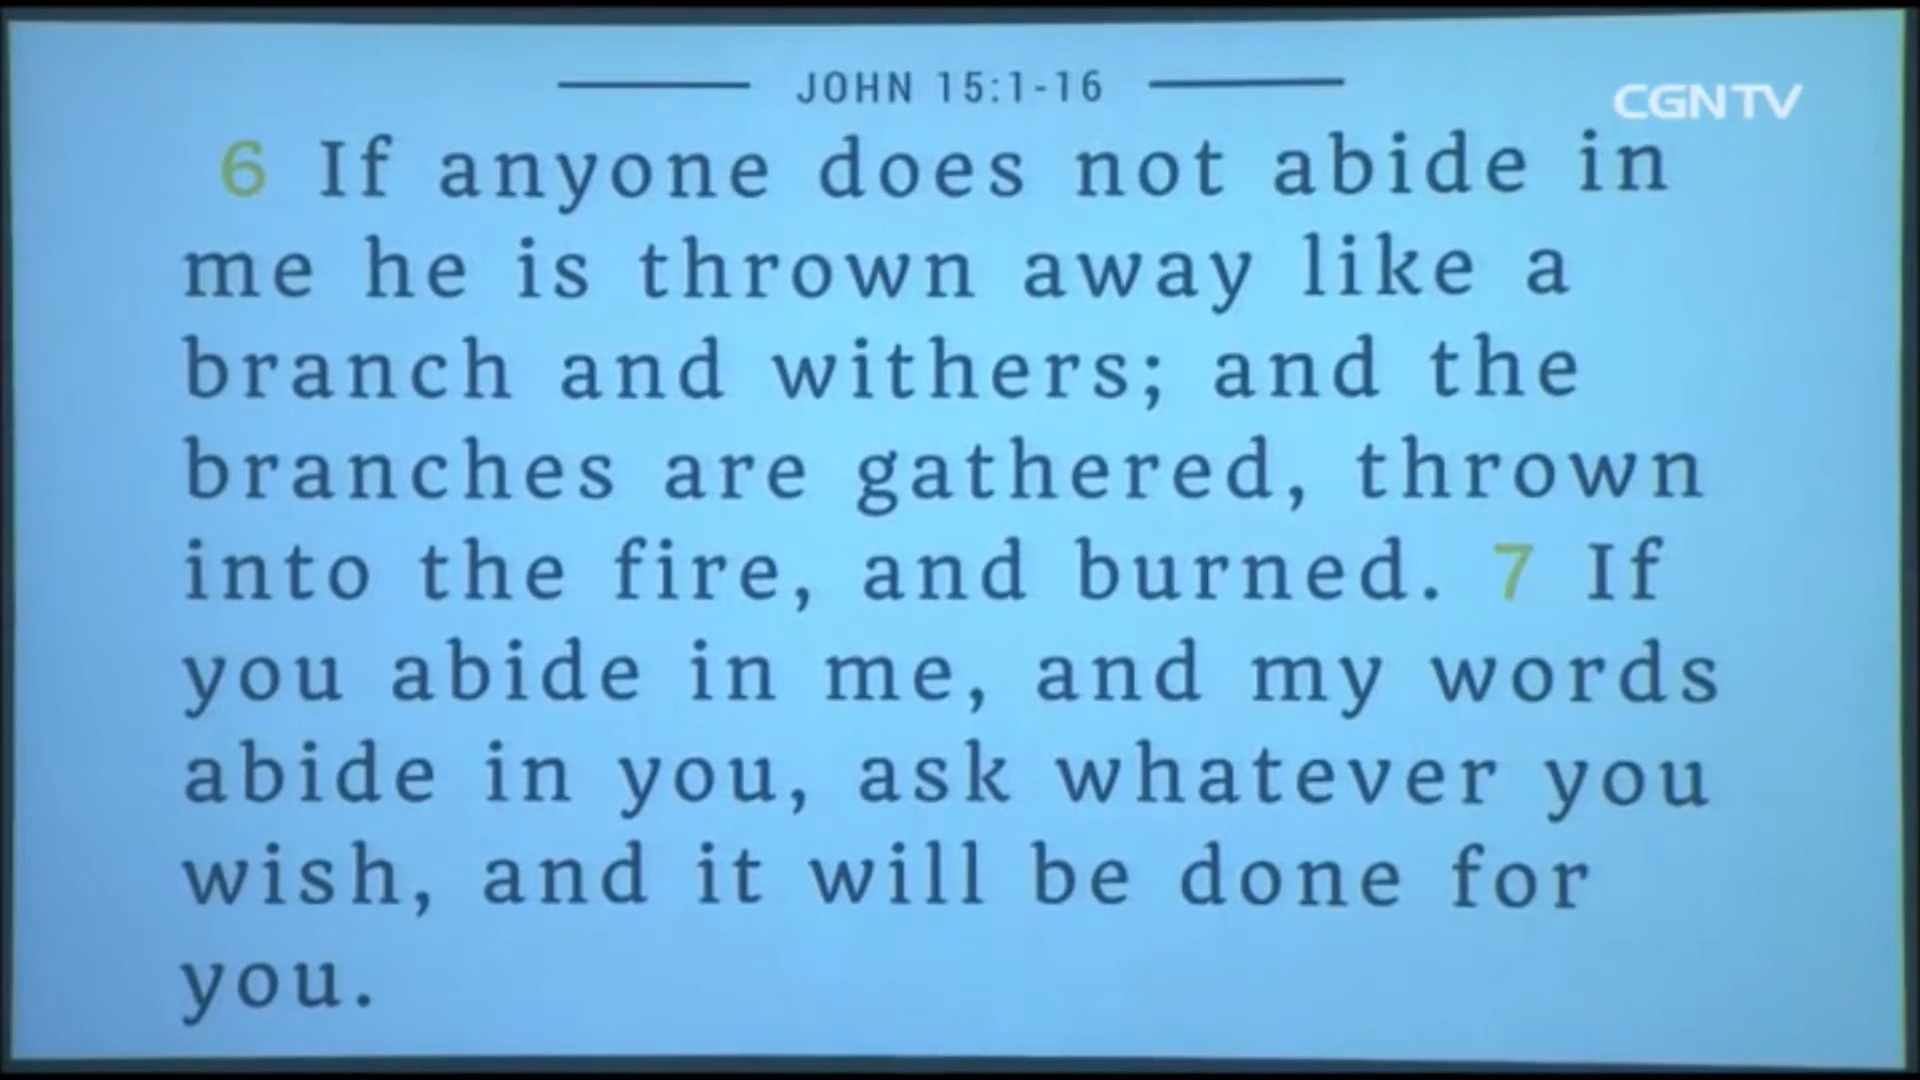 JOHN 15:1-16
CGNTV
6 If anyone does not abide in
me he is thrown away like a
branch and withers; and the
branches are gathered, thrown
into the fire, and burned. 7 If
you abide in me, and my words
abide in you, ask whatever you
wish, and it will be done for
you.